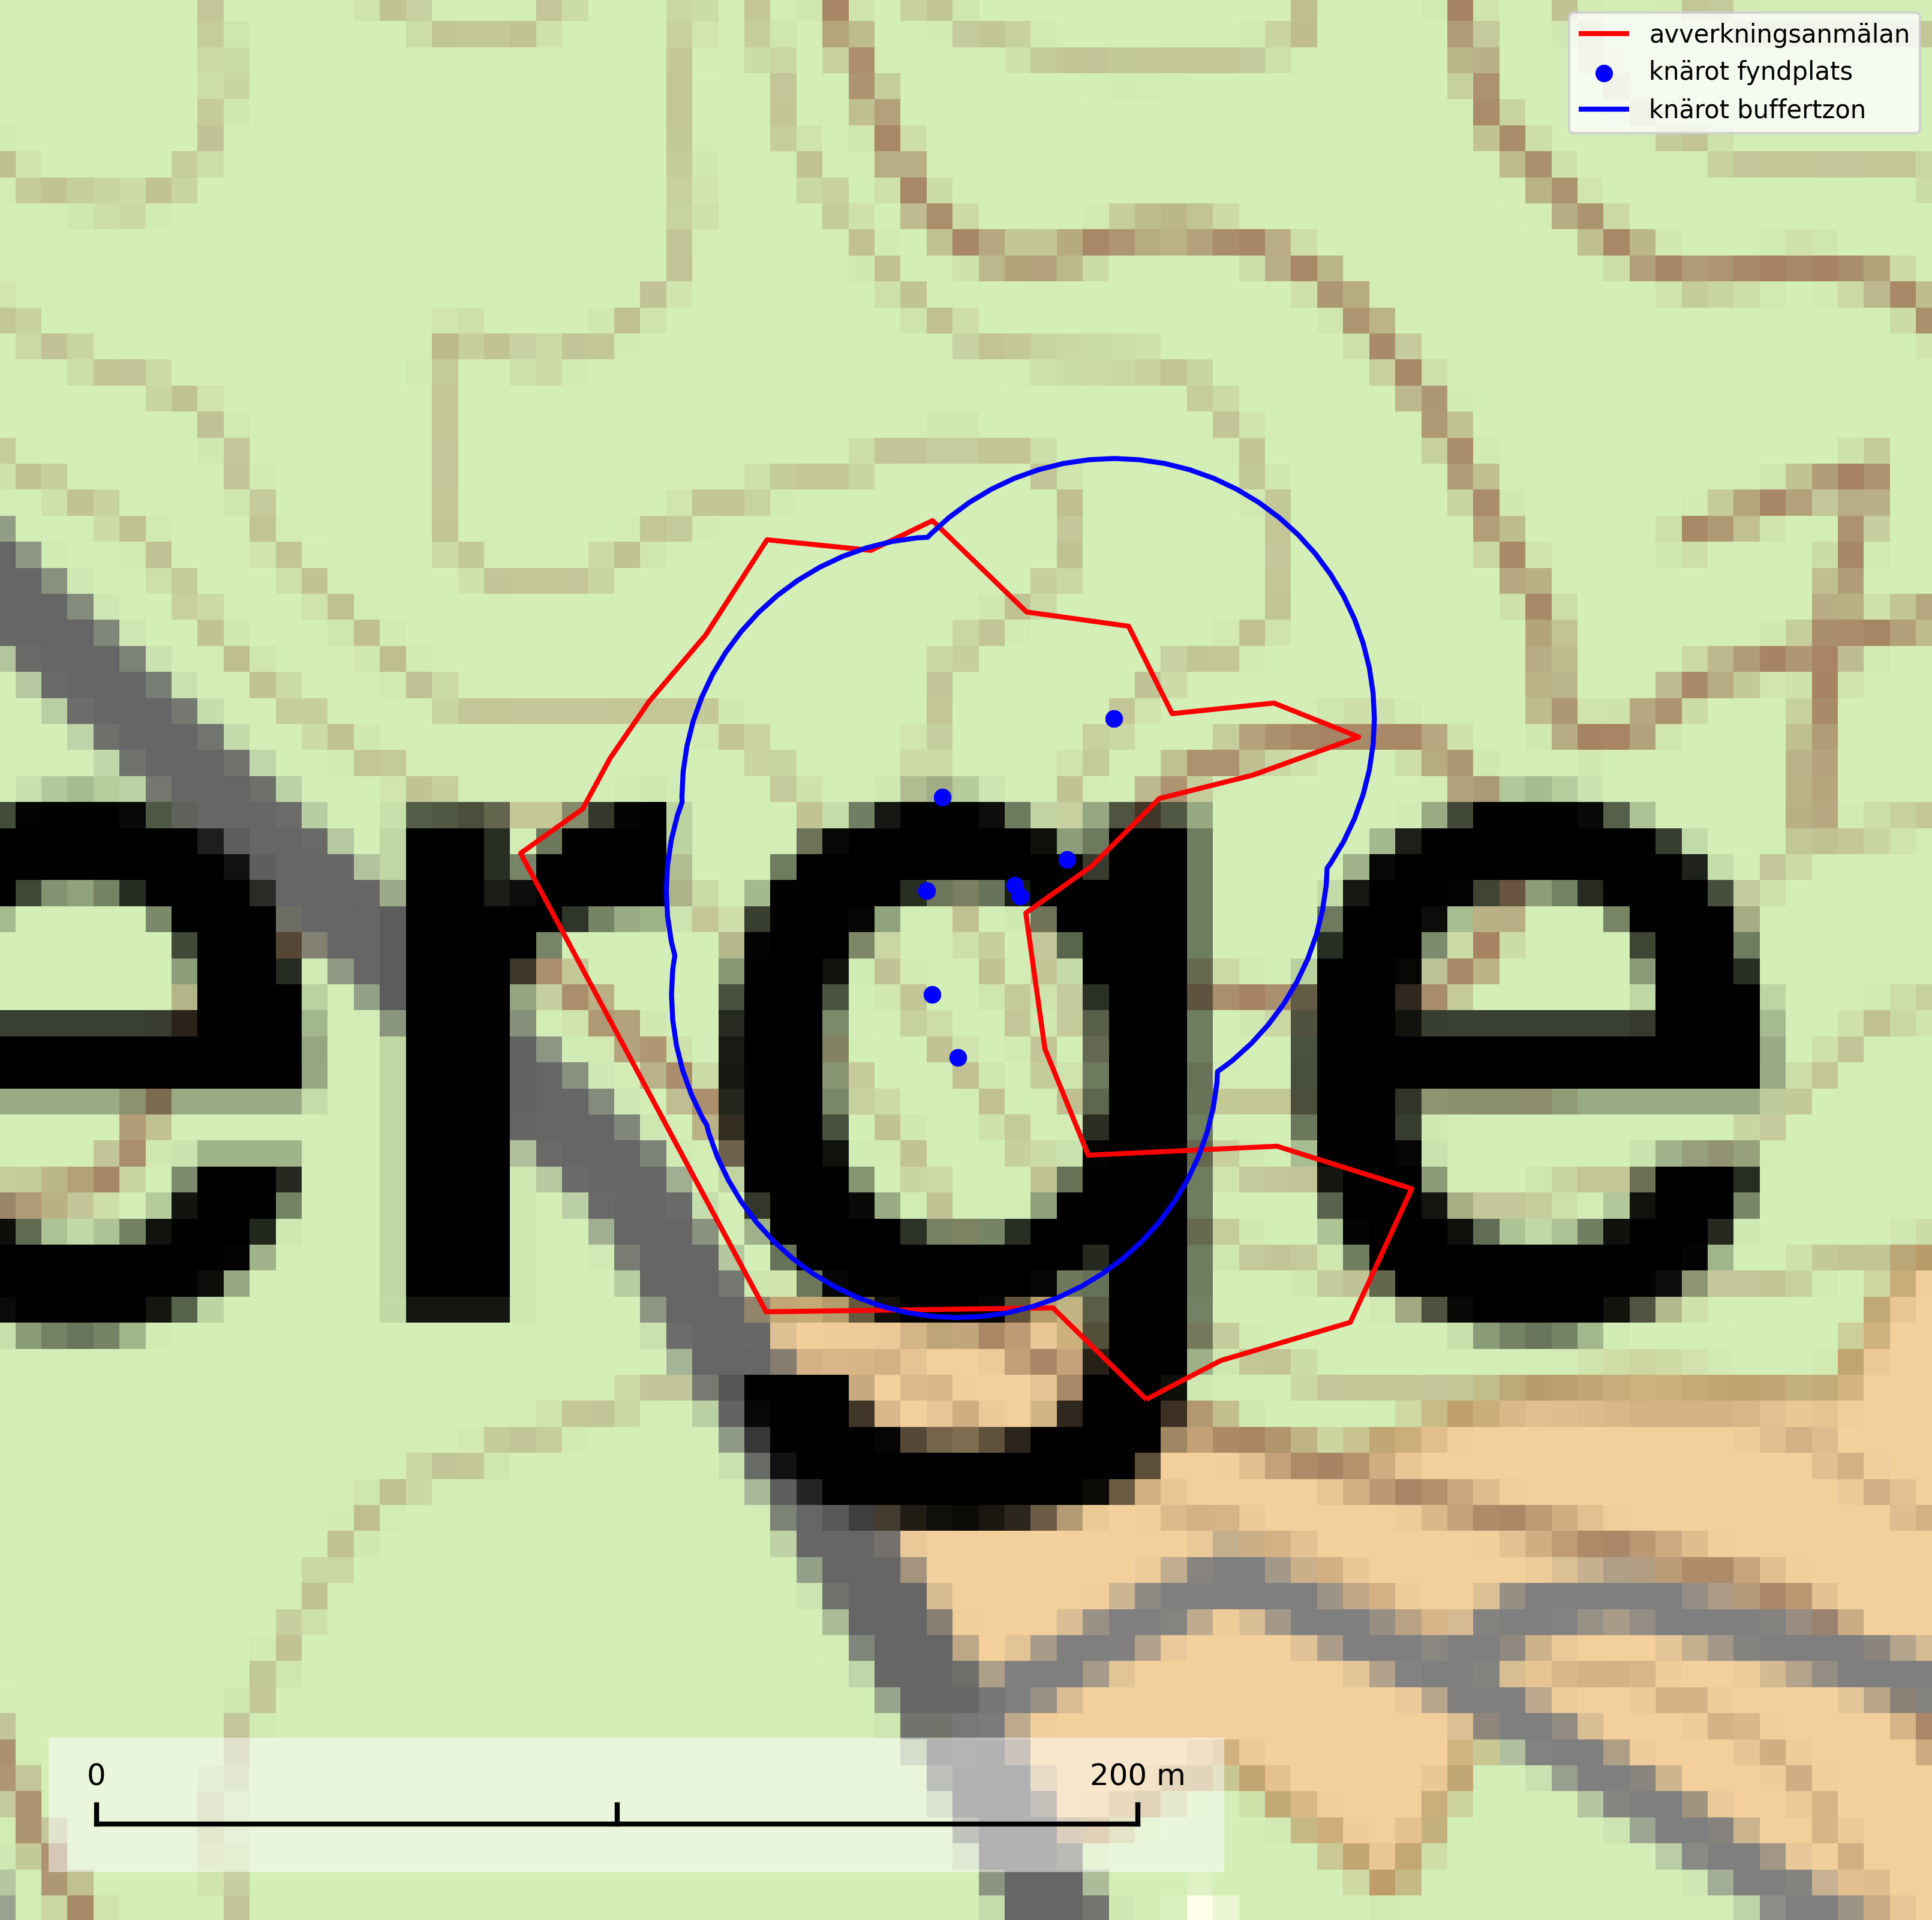 avverkningsanmälan
knärot fyndplats
knärot buffertzon
erge
0
200 m